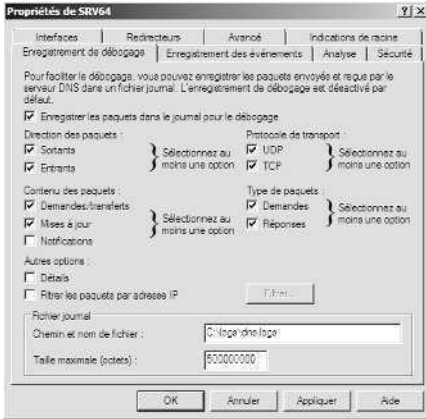 Propriétés de SRV64
Interfaces Redirecteurs Avancé Indications de racine
Enregistrement de débogage Enregistrement des événements Analyse Sécurité
Pour faciliter le débogage, vous pouvez enregistrer les paquets envoyés et reçus par le
serveur DNS dans un fichier journal. L'enregistrement de débogage est désactivé par
défaut.
Enregistrer les paquets dans le journal pour le débogage
Direction des paquets : Protocole de transport :
Sortants Sélectionnez au UDP Sélectionnez au
Entrants moins une option TCP moins une option
Contenu des paquets : Type de paquets :
Demandes/transferts Sélectionnez au Demandes Sélectionnez au
Mises à jour moins une option Réponses moins une option
Notifications
Autres options :
Détails
Filtrer les paquets par adresse IP Filtrer...
Fichier journal
Chemin et nom de fichier :
Taille maximale (octets) : 500000000
OK Annuler Appliquer Aide